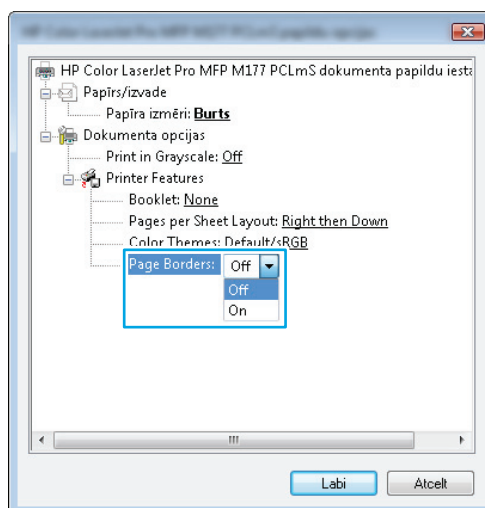 HP Color LaserJet Pro MFP M177 PCLmS dokumenta papildu iesta
Papīrs/izvade
Papīra izmēri: Burts
Dokumenta opcijas
Print in Grayscale: Off
Printer Features
Booklet: None
Pages per Sheet Layout: Right then Down
Color Themes: Default/sRGB
Page Borders: Off
Off
On
Labi Atcelt